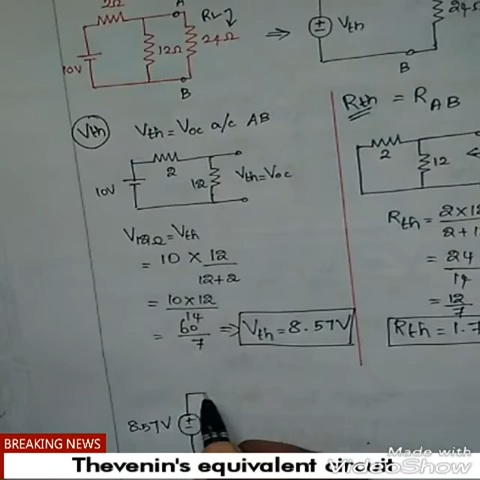 2Ω
A
RL
10V
12Ω
24Ω
B
⇒
Vth
24Ω
B
Vth
Vth = Voc a/c AB
10V
2
12
Vth = Voc
V12Ω = Vth
= 10 × 12 / 12+2
= 10×12 / 14
= 60 / 7 ⇒ Vth = 8.57V
Rth = RAB
2
12
Rth = 2×12 / 2+1
= 24 / 14
= 12 / 7
Rth = 1.7
8.57V
BREAKING NEWS
Made with
VideoShow
Thevenin's equivalent circuit